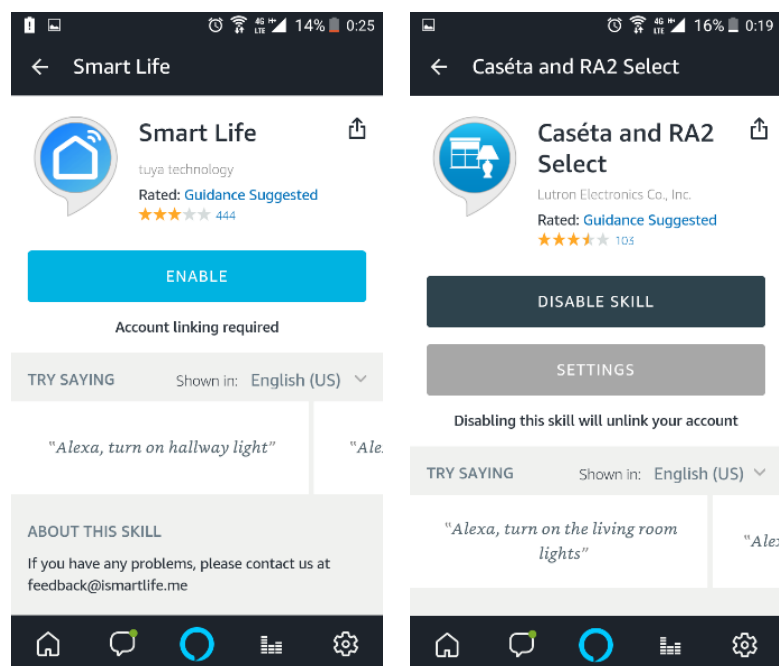 14% 0:25
Smart Life
Smart Life
tuya technology
Rated: Guidance Suggested
444
ENABLE
Account linking required
TRY SAYING Shown in: English (US)
"Alexa, turn on hallway light" "Ale
ABOUT THIS SKILL
If you have any problems, please contact us at
feedback@ismartlife.me
4G H+ LTE 16% 0:19
Caséta and RA2 Select
Caséta and RA2
Select
Lutron Electronics Co., Inc.
Rated: Guidance Suggested
103
DISABLE SKILL
SETTINGS
Disabling this skill will unlink your account
TRY SAYING Shown in: English (US)
"Alexa, turn on the living room
lights"
"Ale